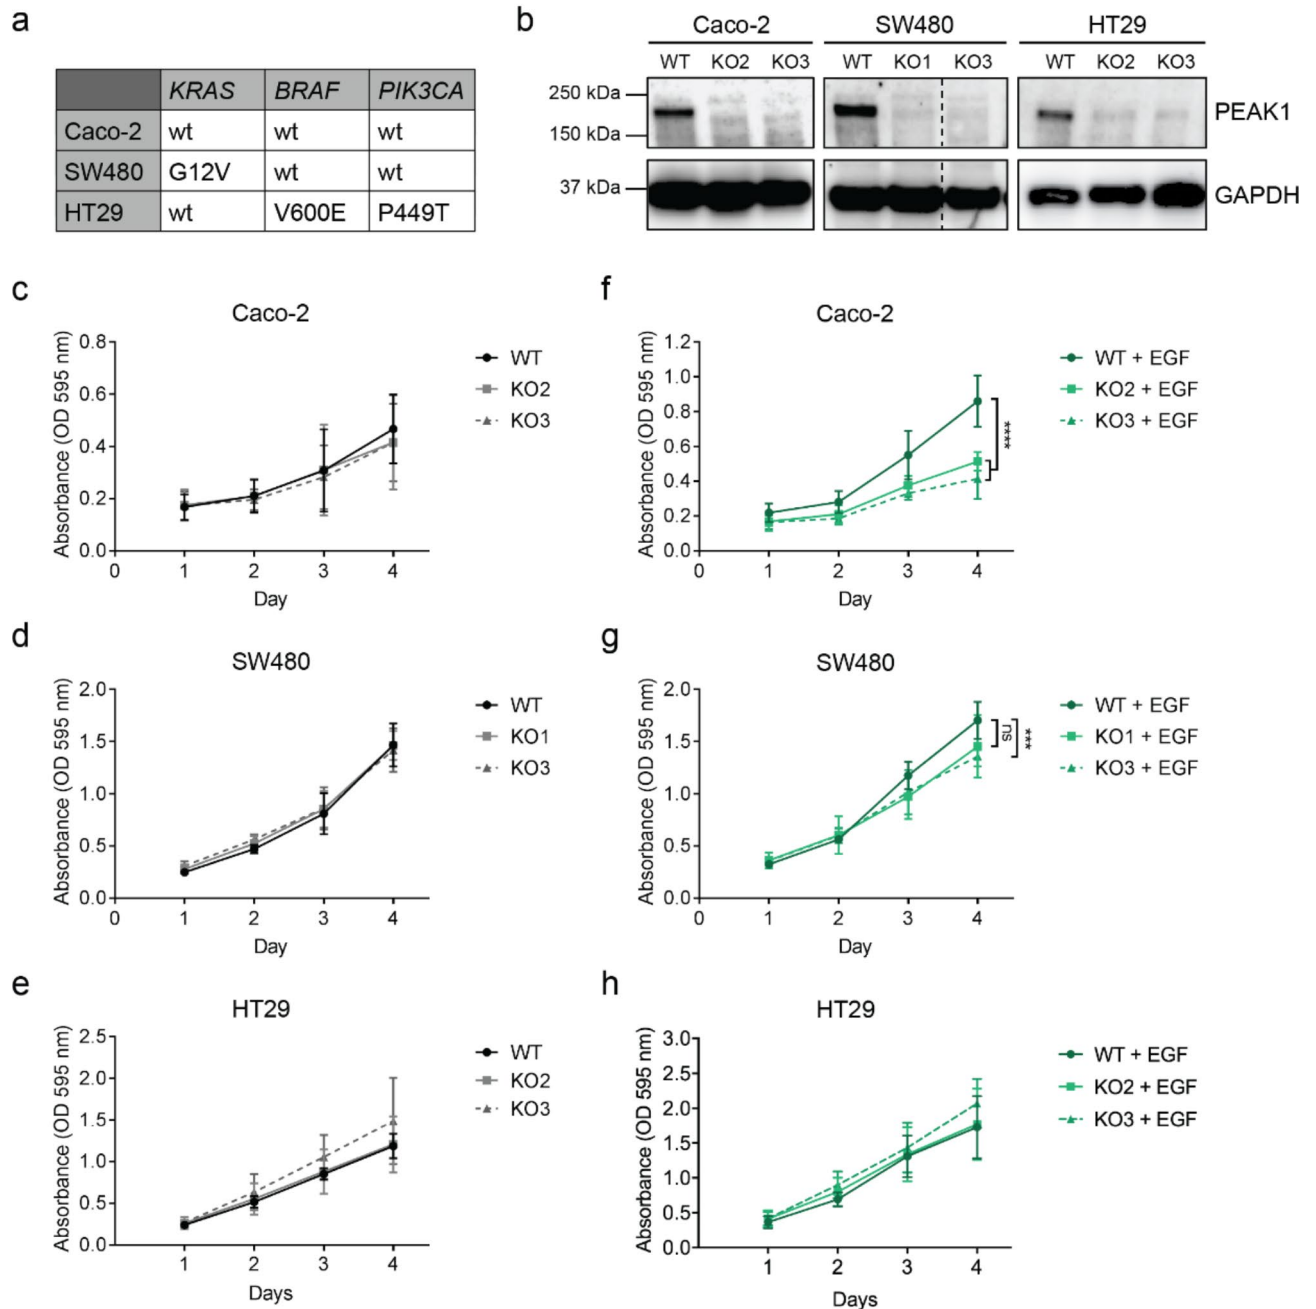 a
KRAS BRAF PIK3CA
Caco-2 wt wt wt
SW480 G12V wt wt
HT29 wt V600E P449T
b
Caco-2 SW480 HT29
WT KO2 KO3 WT KO1 KO3 WT KO2 KO3
250 kDa
PEAK1
150 kDa
37 kDa
GAPDH
c
Caco-2
Absorbance (OD 595 nm)
0.8
0.6
0.4
0.2
0.0
0 1 2 3 4
Day
WT
KO2
KO3
f
Caco-2
Absorbance (OD 595 nm)
1.2
1.0
0.8
0.6
0.4
0.2
0.0
0 1 2 3 4
Day
****
WT + EGF
KO2 + EGF
KO3 + EGF
d
SW480
Absorbance (OD 595 nm)
2.0
1.5
1.0
0.5
0.0
0 1 2 3 4
Day
WT
KO1
KO3
g
SW480
Absorbance (OD 595 nm)
2.0
1.5
1.0
0.5
0.0
0 1 2 3 4
Day
ns
***
WT + EGF
KO1 + EGF
KO3 + EGF
e
HT29
Absorbance (OD 595 nm)
2.5
2.0
1.5
1.0
0.5
0.0
1 2 3 4
Days
WT
KO2
KO3
h
HT29
Absorbance (OD 595 nm)
3.0
2.5
2.0
1.5
1.0
0.5
0.0
1 2 3 4
Days
WT + EGF
KO2 + EGF
KO3 + EGF